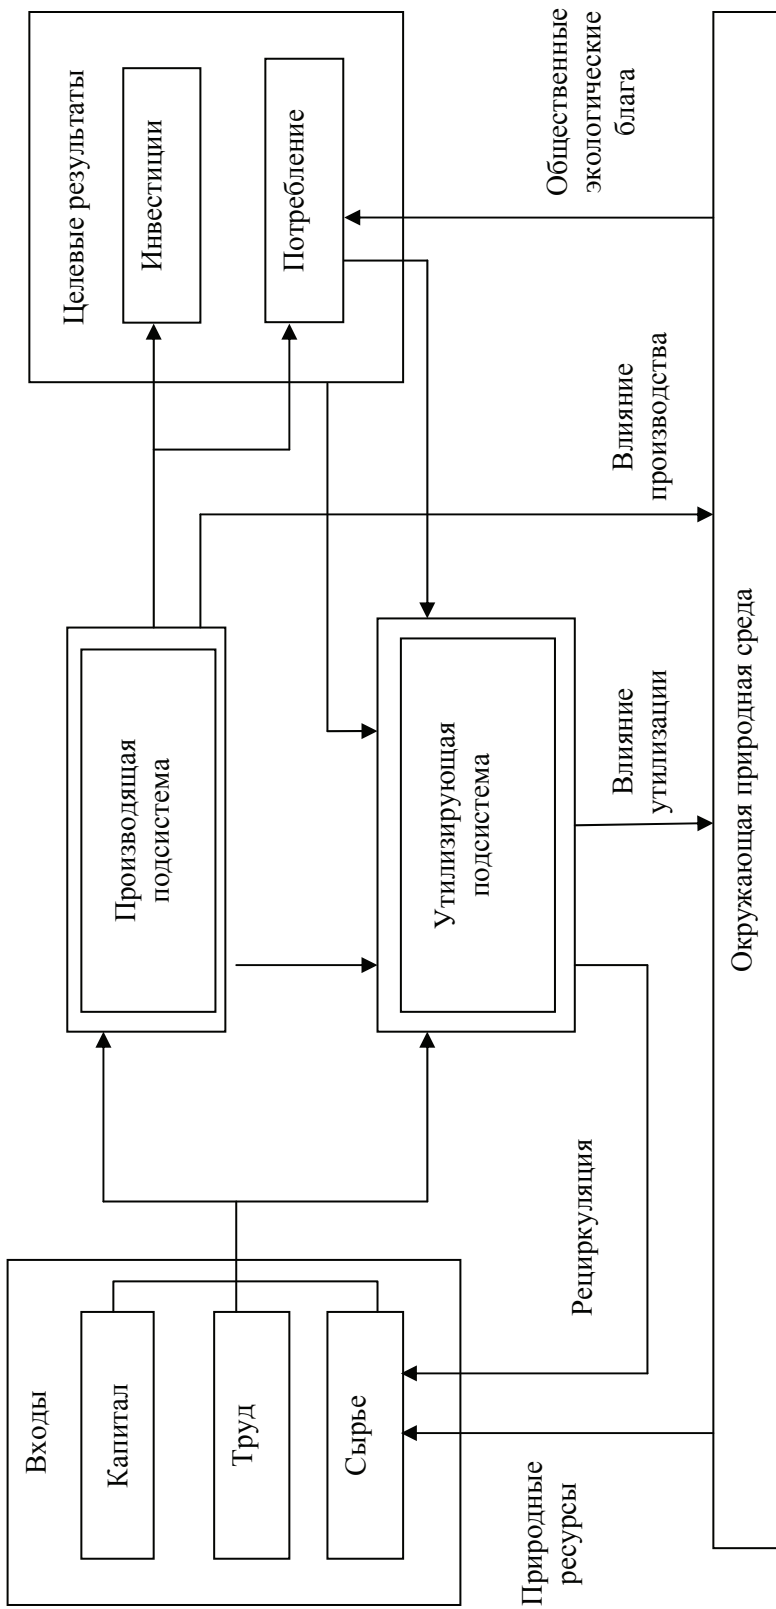 Входы
Капитал
Труд
Сырье
Природные
ресурсы
Рециркуляция
Производящая
подсистема
Утилизирующая
подсистема
Влияние
утилизации
Влияние
производства
Целевые результаты
Инвестиции
Потребление
Общественные
экологические
блага
Окружающая природная среда